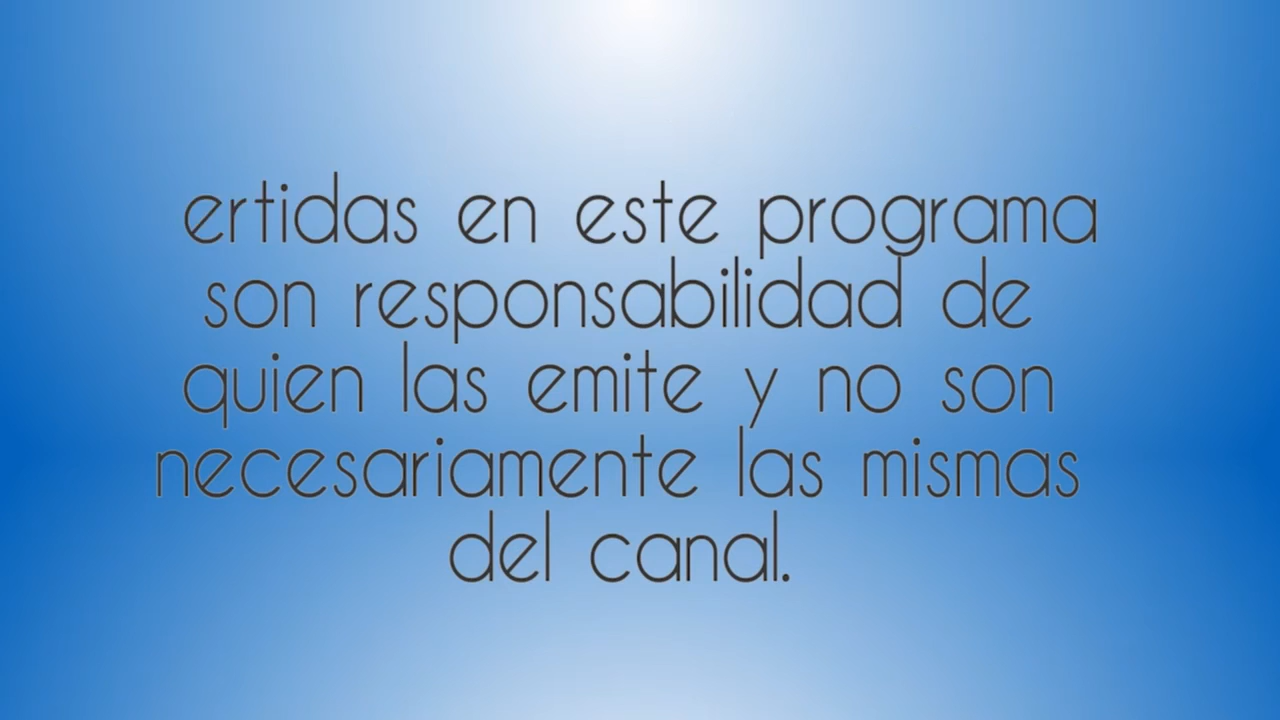 ertidas en este programa
son responsabilidad de
quien las emite y no son
necesariamente las mismas
del canal.